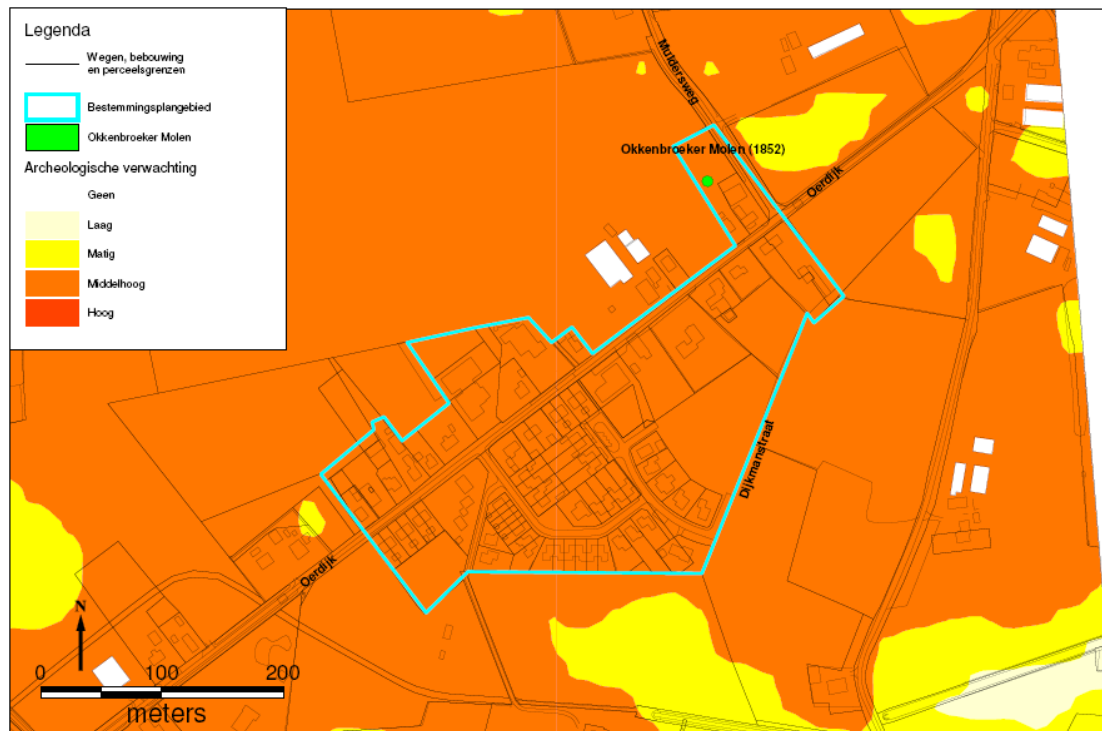 Legenda
Wegen, bebouwing
en perceelsgrenzen
Bestemmingsplangebied
Okkenbroeker Molen
Archeologische verwachting
Geen
Laag
Matig
Middelhoog
Hoog
Muldersweg
Okkenbroeker Molen (1852)
Oerdijk
Dijkmanstraat
Oerdijk
N
0 100 200
meters